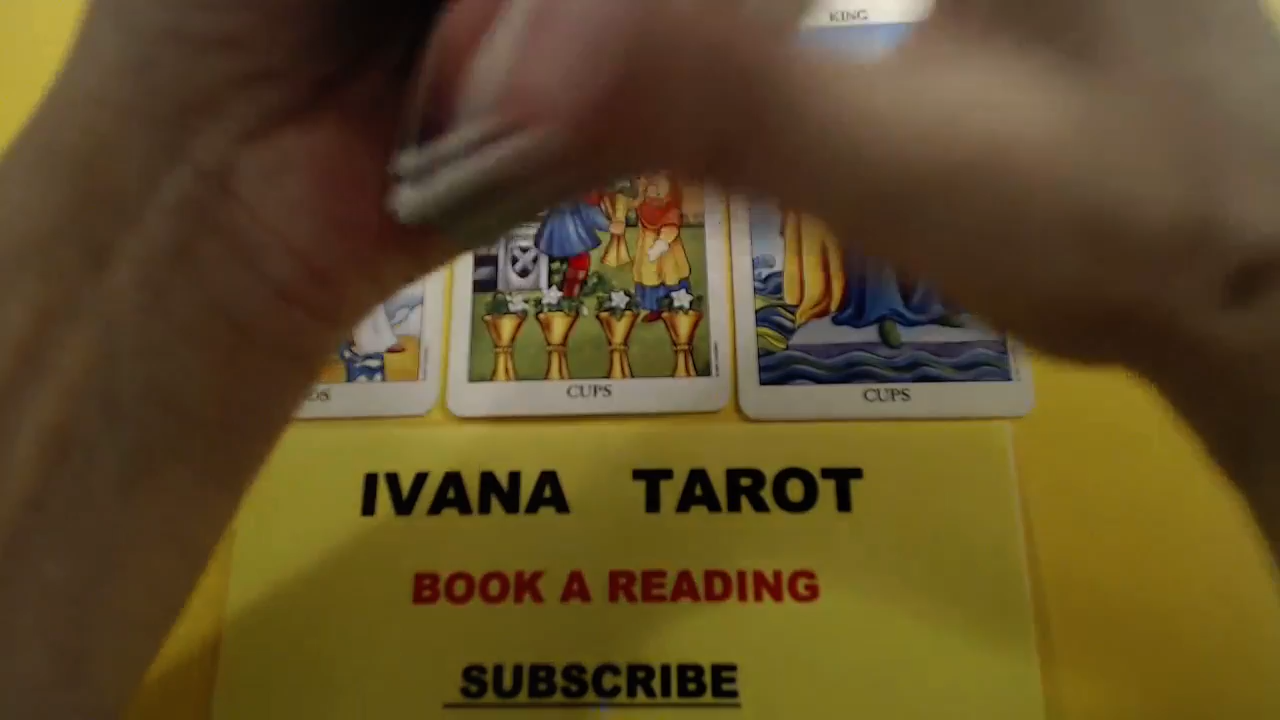 KING
CUPS
CUPS
IVANA TAROT
BOOK A READING
SUBSCRIBE